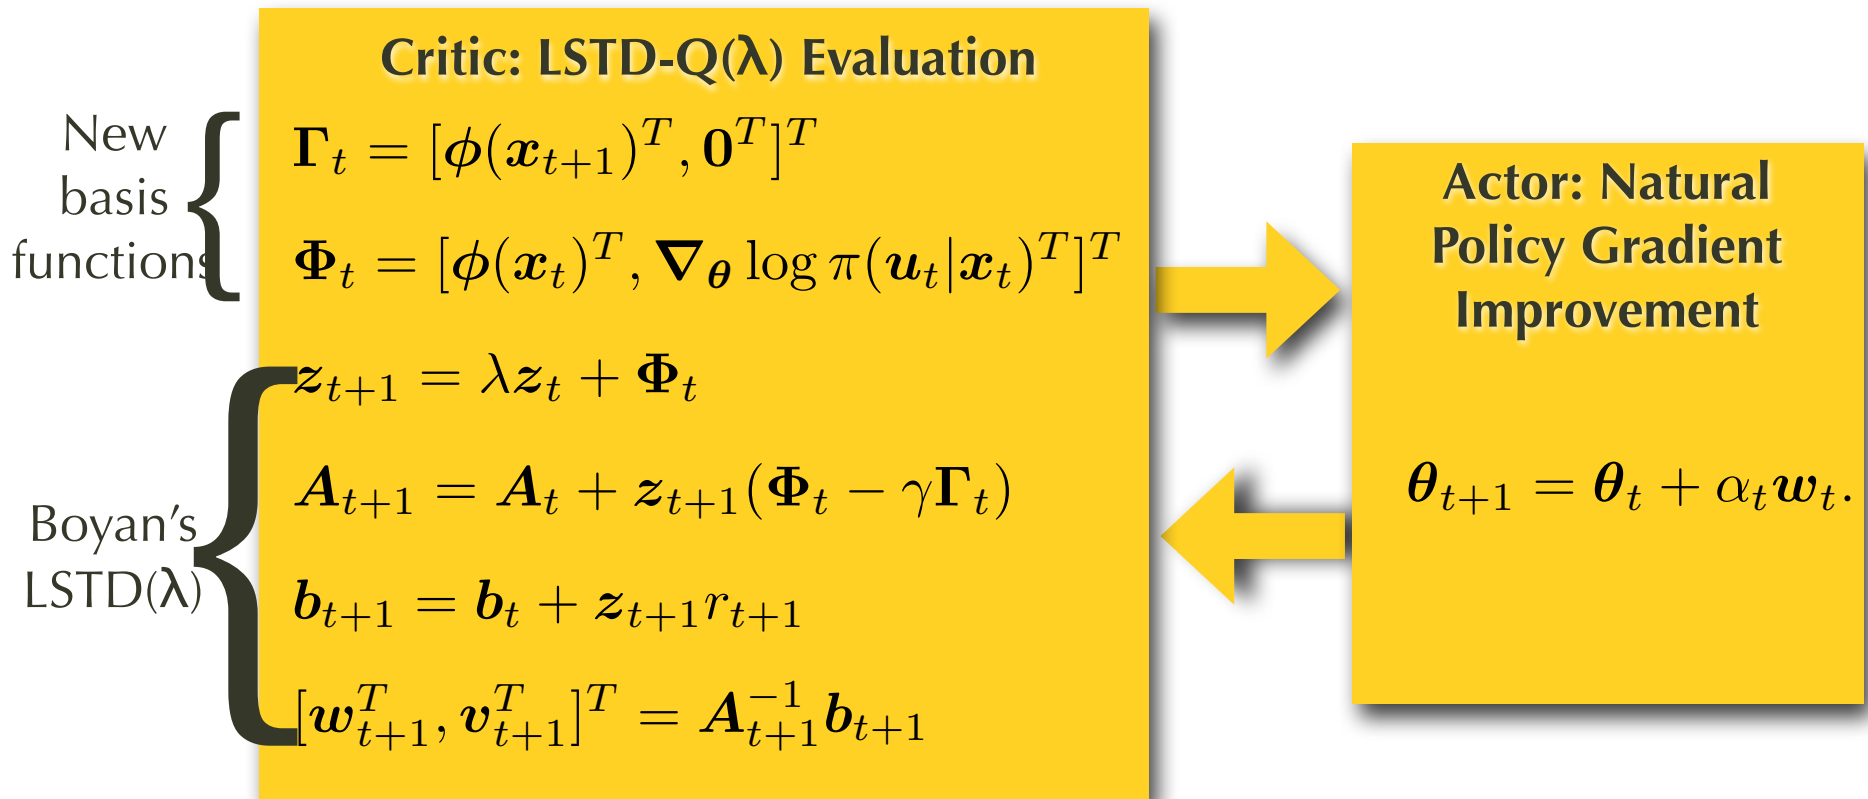 Critic: LSTD-Q(λ) Evaluation
New
basis
functions
{
Γ_t = [ϕ(x_{t+1})^T, 0^T]^T
Φ_t = [ϕ(x_t)^T, ∇_θ log π(u_t|x_t)^T]^T
Boyan's
LSTD(λ)
{
z_{t+1} = λz_t + Φ_t
A_{t+1} = A_t + z_{t+1}(Φ_t − γΓ_t)
b_{t+1} = b_t + z_{t+1}r_{t+1}
[w_{t+1}^T, v_{t+1}^T]^T = A_{t+1}^{-1}b_{t+1}
Actor: Natural
Policy Gradient
Improvement
θ_{t+1} = θ_t + α_t w_t.